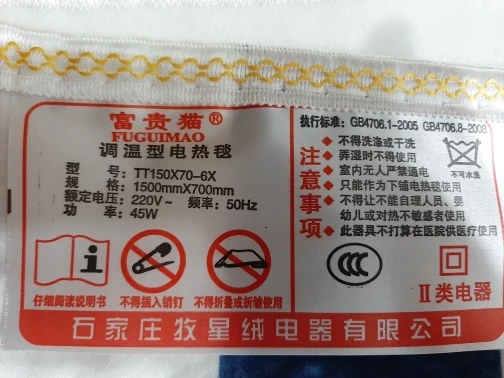 富贵猫®
FUGUIMAO
调温型电热毯
型 号: TT150X70-6X
规 格: 1500mmX700mm
额定电压: 220V~ 频率: 50Hz
功 率: 45W
仔细阅读说明书
不得插入销钉
不得折叠或折敏使用
执行标准: GB4706.1-2005 GB4706.8-2008
注意事项
不得洗涤或干洗
弄湿时不得使用
室内无人严禁通电
只能作为下铺电热毯使用
不得让不能自理人员、婴
幼儿或对热不敏感者使用
此器具不打算在医院供医疗使用
不可水洗
CCC
II类电器
石家庄牧星绒电器有限公司